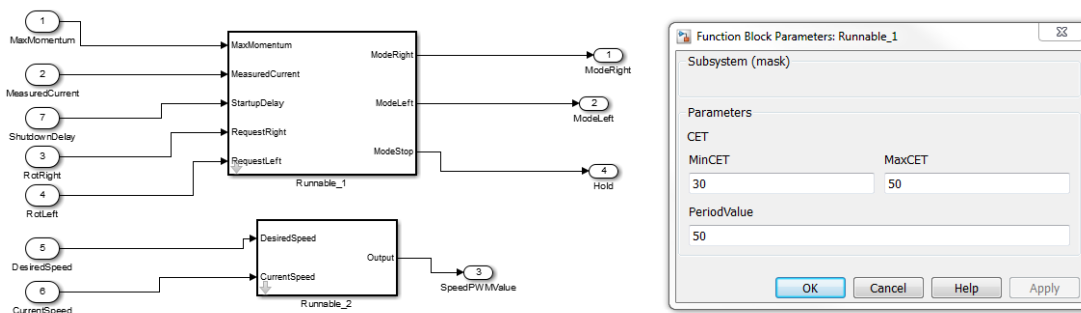 1
MaxMomentum
2
MeasuredCurrent
7
ShutdownDelay
3
RotRight
4
RotLeft
MaxMomentum
MeasuredCurrent
StartupDelay
RequestRight
RequestLeft
ModeRight
ModeLeft
ModeStop
Runnable_1
1
ModeRight
2
ModeLeft
4
Hold
5
DesiredSpeed
6
CurrentSpeed
DesiredSpeed
CurrentSpeed
Output
Runnable_2
3
SpeedPWMValue
Function Block Parameters: Runnable_1
Subsystem (mask)
Parameters
CET
MinCET MaxCET
30 50
PeriodValue
50
OK Cancel Help Apply